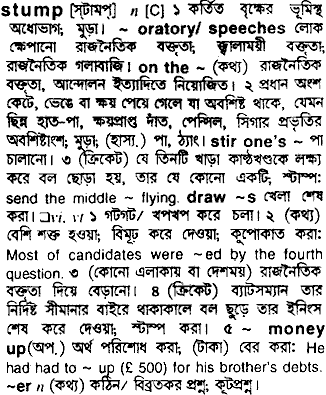 stump [স্টামপ্] n [C] ১ কর্তিত বৃক্ষের ভূমিস্থ
অধোভাগ; মুড়া। ~ oratory/ speeches লোক
ক্ষেপানো রাজনৈতিক বক্তৃতা; জ্বালাময়ী বক্তৃতা;
রাজনৈতিক গলাবাজি। on the ~ (কথ্য) রাজনৈতিক
বক্তৃতা, আন্দোলন ইত্যাদিতে নিয়োজিত। ২ প্রধান অংশ
কেটে, ভেঙে বা ক্ষয় পেয়ে গেলে যা অবশিষ্ট থাকে, যেমন
ছিন্ন হাত-পা, ক্ষয়প্রাপ্ত দাঁত, পেন্সিল, সিগার প্রভৃতির
অবশিষ্টাংশ; মুড়া; (হাস্য.) পা, ঠ্যাং। stir one's ~ পা
চালানো। ৩ (ক্রিকেট) যে তিনটি খাড়া কাষ্ঠখণ্ডকে লক্ষ্য
করে বল ছোড়া হয়, তার যে কোনো একটি; স্টাম্প:
send the middle ~ flying. draw ~s খেলা শেষ
করা। □vi, vt ১ গটগট/ খপখপ করে চলা। ২ (কথ্য)
বেশি শক্ত হওয়া; বিমূঢ় করে দেওয়া; কুপোকাত করা:
Most of candidates were ~ed by the fourth
question. ৩ (কোনো এলাকায় বা দেশময়) রাজনৈতিক
বক্তৃতা দিয়ে বেড়ানো। ৪ (ক্রিকেট) ব্যাটসম্যান তার
নির্দিষ্ট সীমানার বাইরে থাকাকালে বল ছুড়ে তার ইনিংস
শেষ করে দেওয়া; স্টাম্প করা। ৫ ~ money
up(অপ.) অর্থ পরিশোধ করা; (টাকা) বের করা: He
had had to ~ up (£ 500) for his brother's debts.
~er n (কথ্য) কঠিন/ বিব্রতকর প্রশ্ন; কূটপ্রশ্ন।